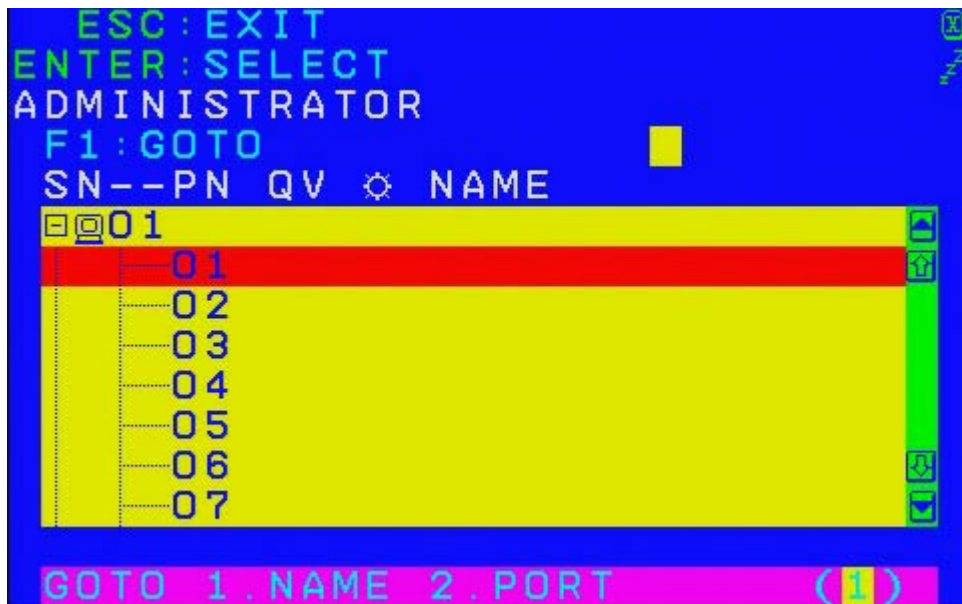 ESC:EXIT
ENTER:SELECT
ADMINISTRATOR
F1:GOTO
SN--PN QV ☼ NAME
01
01
02
03
04
05
06
07
GOTO 1.NAME 2.PORT (1)